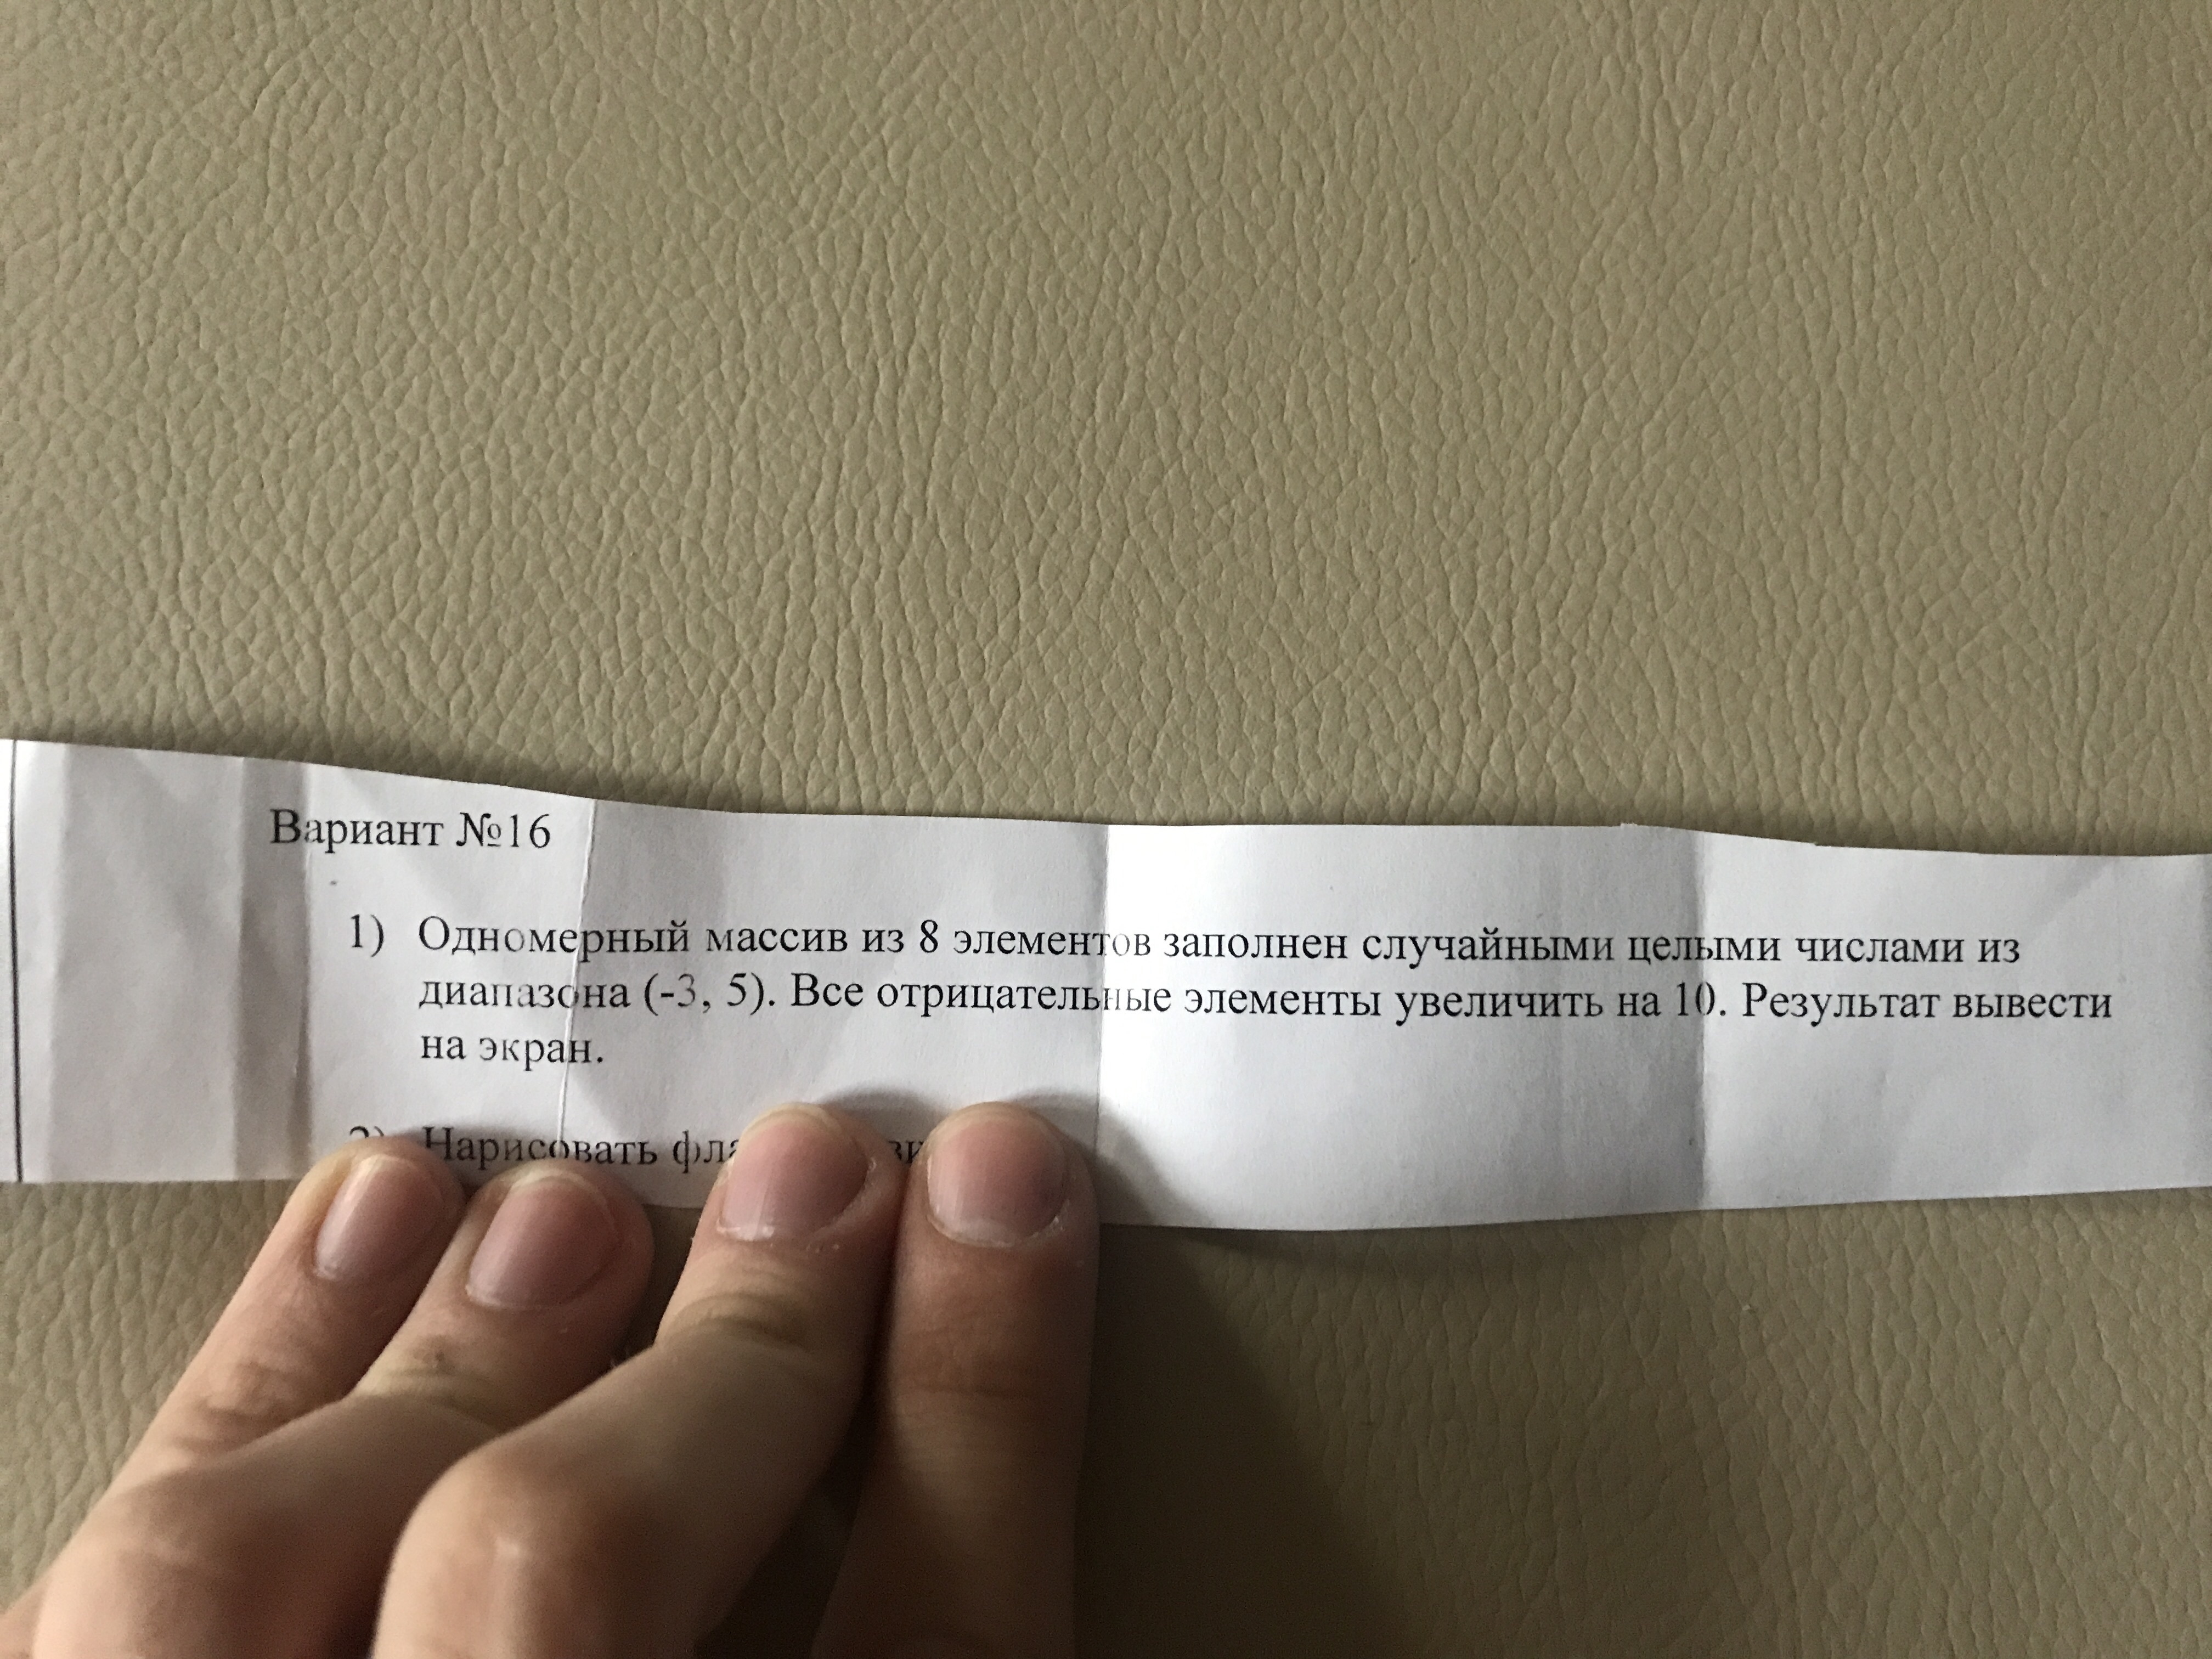 Вариант №16
1) Одномерный массив из 8 элементов заполнен случайными целыми числами из
диапазона (-3, 5). Все отрицательные элементы увеличить на 10. Результат вывести
на экран.
2) Нарисовать